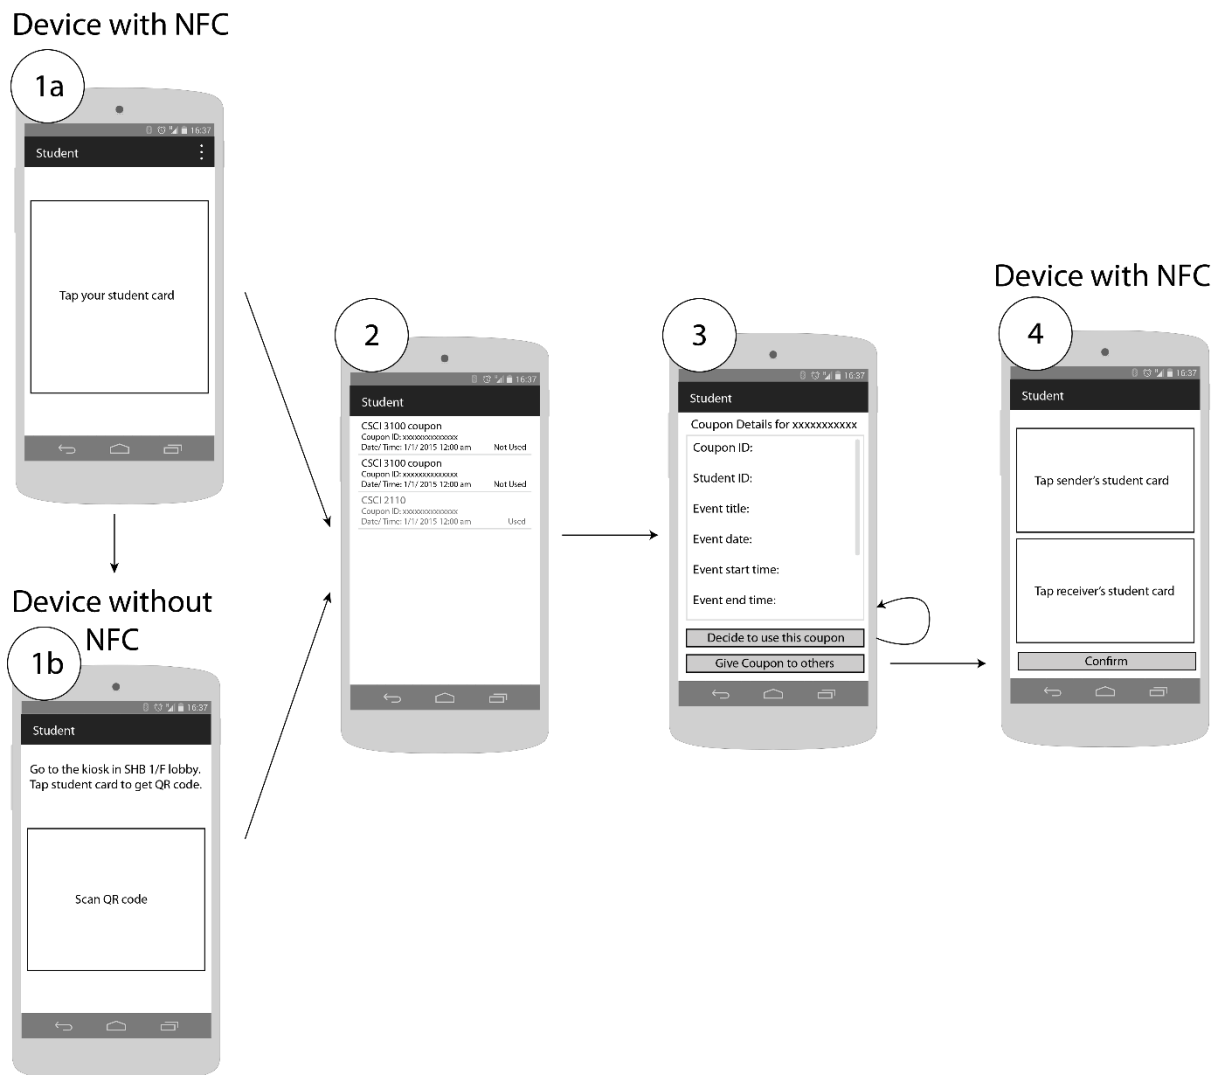 Device with NFC
1a
16:37
Student
Tap your student card
Device without
NFC
1b
16:37
Student
Go to the kiosk in SHB 1/F lobby.
Tap student card to get QR code.
Scan QR code
2
16:37
Student
CSCI 3100 coupon
Coupon ID: xxxxxxxxxxxxxx
Date/ Time: 1/1/ 2015 12:00 am Not Used
CSCI 3100 coupon
Coupon ID: xxxxxxxxxxxxxx
Date/ Time: 1/1/ 2015 12:00 am Not Used
CSCI 2110
Coupon ID: xxxxxxxxxxxxxx
Date/ Time: 1/1/ 2015 12:00 am Used
3
16:37
Student
Coupon Details for xxxxxxxxxxx
Coupon ID:
Student ID:
Event title:
Event date:
Event start time:
Event end time:
Decide to use this coupon
Give Coupon to others
Device with NFC
4
16:37
Student
Tap sender's student card
Tap receiver's student card
Confirm